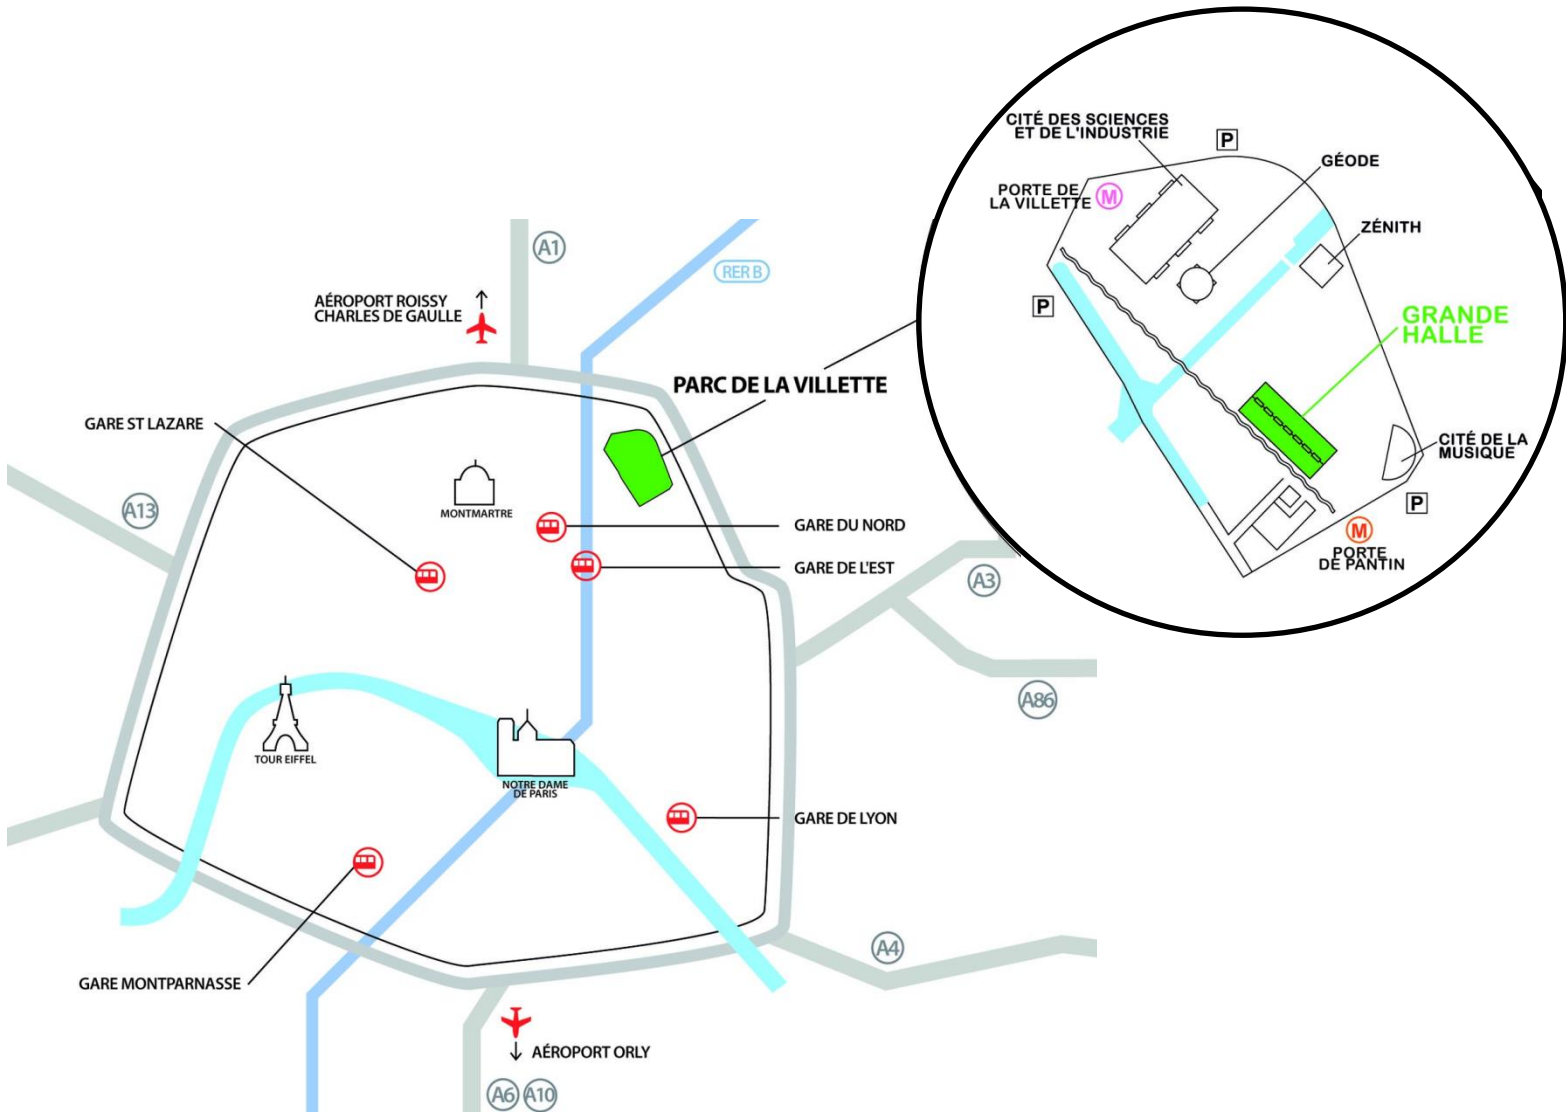 CITÉ DES SCIENCES
ET DE L'INDUSTRIE
P
GÉODE
PORTE DE
LA VILLETTE
M
ZÉNITH
P
GRANDE
HALLE
CITÉ DE LA
MUSIQUE
P
M
PORTE
DE PANTIN
A1
RER B
AÉROPORT ROISSY
CHARLES DE GAULLE
PARC DE LA VILLETTE
GARE ST LAZARE
A13
MONTMARTRE
GARE DU NORD
GARE DE L'EST
A3
A86
TOUR EIFFEL
NOTRE DAME
DE PARIS
GARE DE LYON
A4
GARE MONTPARNASSE
AÉROPORT ORLY
A6
A10